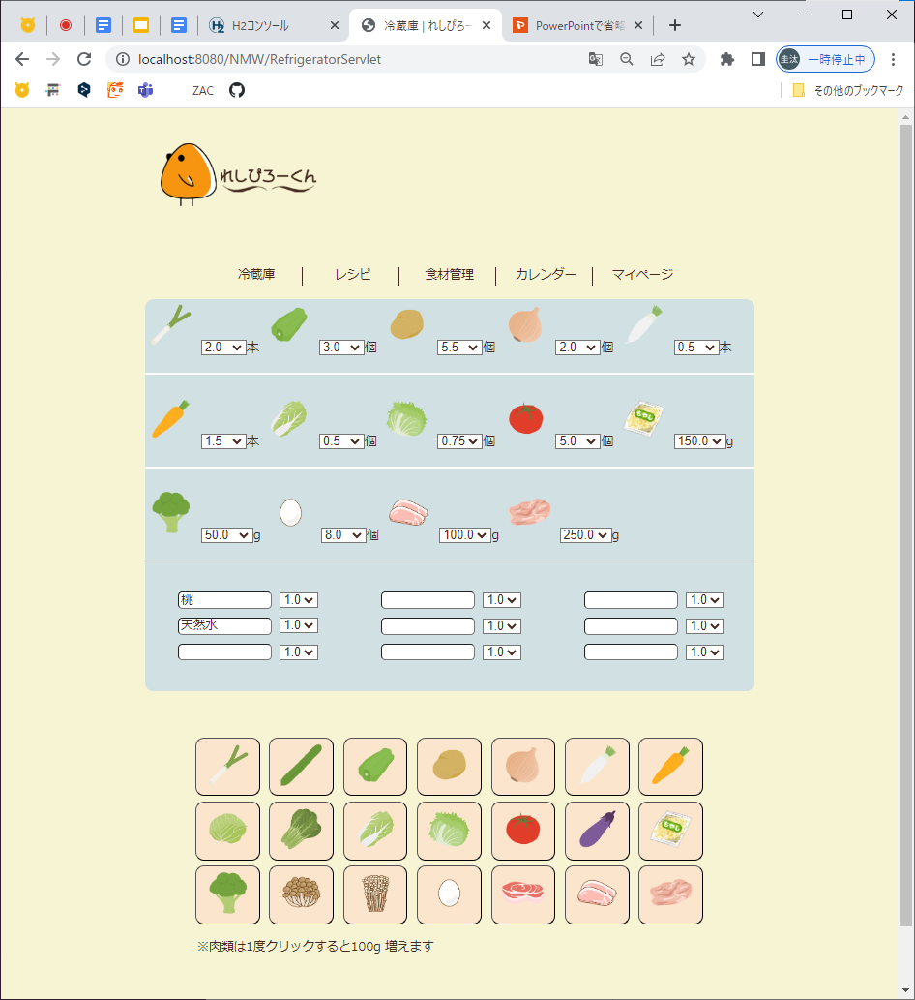 H2コンソール
冷蔵庫 | れしぴろー
PowerPointで省略
localhost:8080/NMW/RefrigeratorServlet
圭汰 一時停止中
ZAC
その他のブックマーク
れしぴろーくん
冷蔵庫 レシピ 食材管理 カレンダー マイページ
2.0 本 3.0 個 5.5 個 2.0 個 0.5 本
もやし
1.5 本 0.5 個 0.75 個 5.0 個 150.0 g
50.0 g 8.0 個 100.0 g 250.0 g
桃 1.0 1.0 1.0
天然水 1.0 1.0 1.0
1.0 1.0 1.0
もやし
※肉類は1度クリックすると100g 増えます